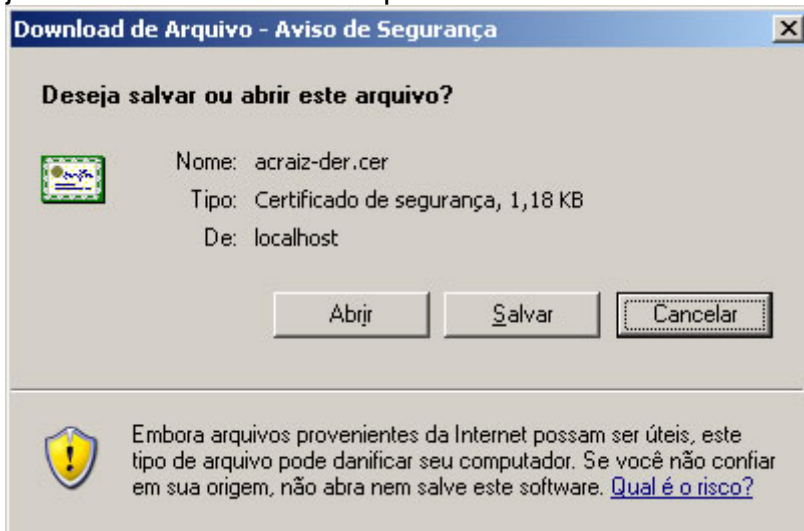 Download de Arquivo - Aviso de Segurança
Deseja salvar ou abrir este arquivo?
Nome: acraiz-der.cer
Tipo: Certificado de segurança, 1,18 KB
De: localhost
Abrir Salvar Cancelar
Embora arquivos provenientes da Internet possam ser úteis, este
tipo de arquivo pode danificar seu computador. Se você não confiar
em sua origem, não abra nem salve este software. Qual é o risco?